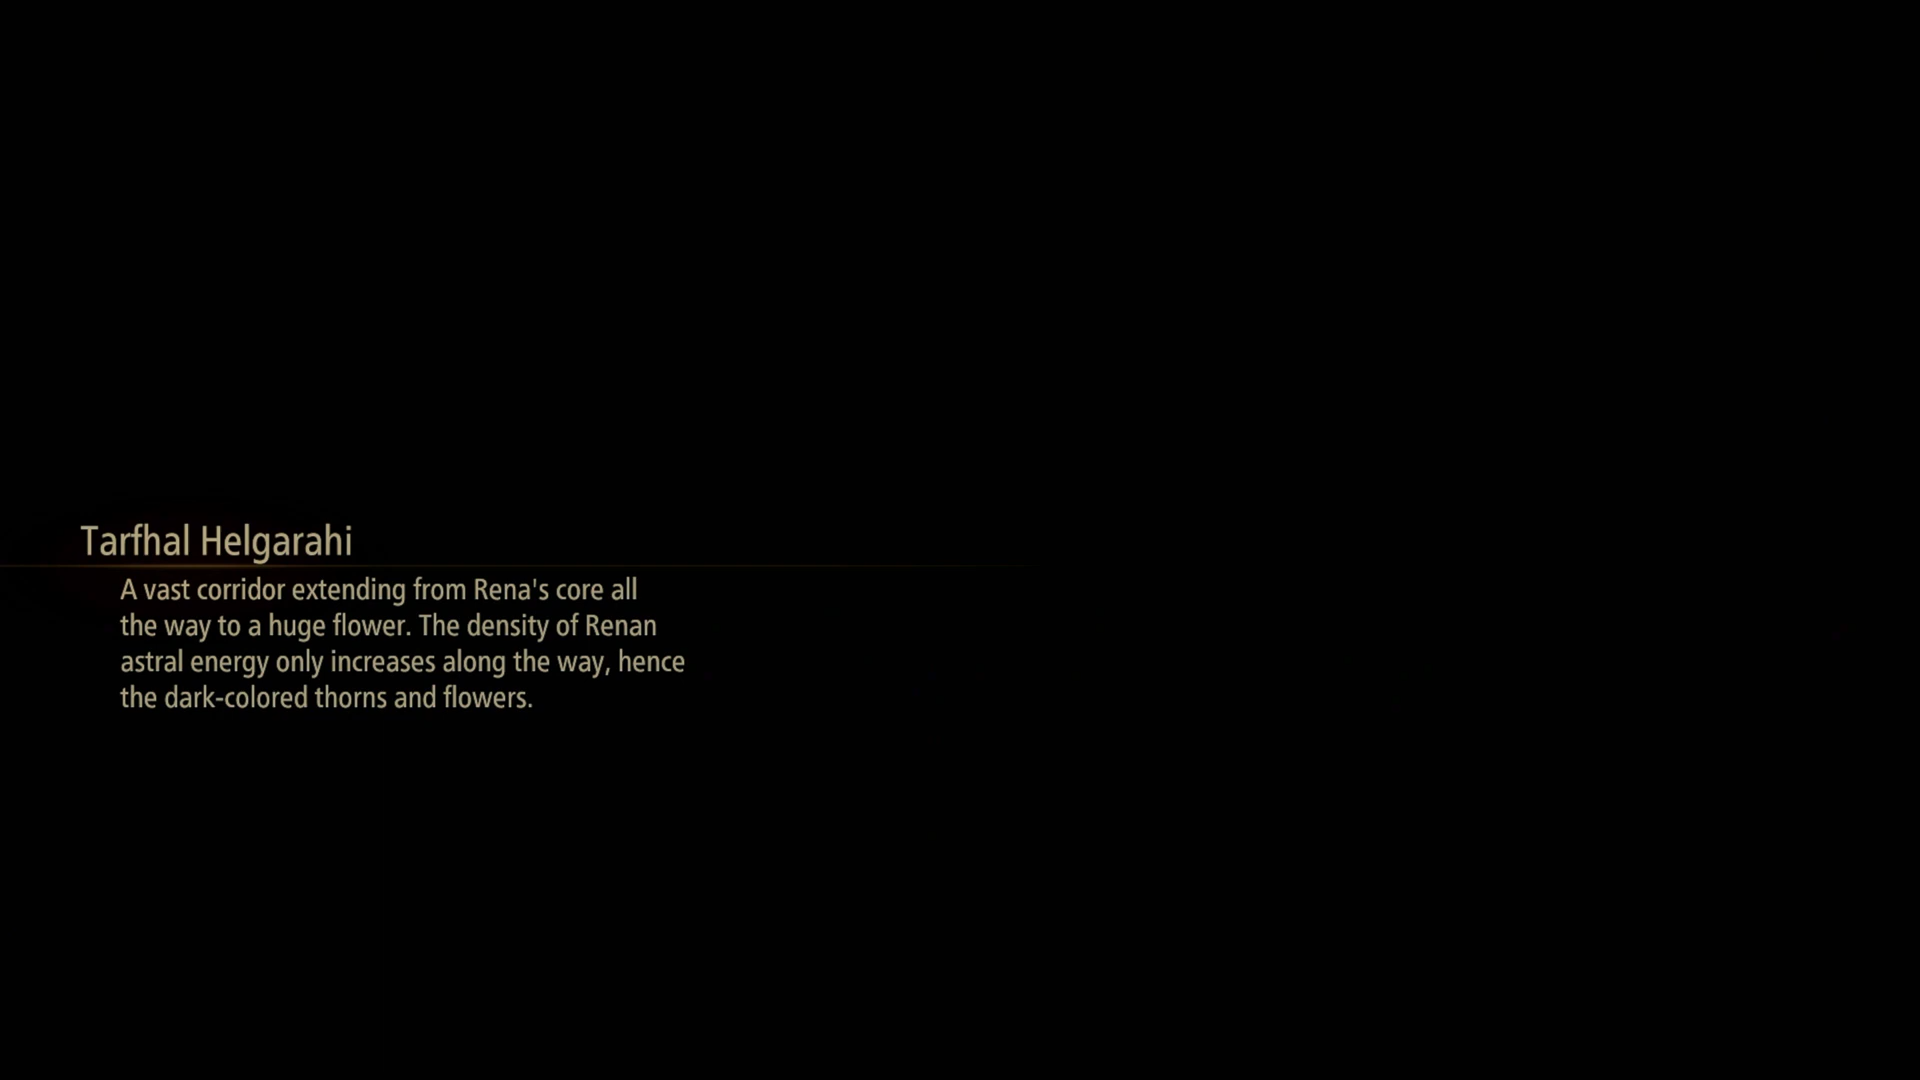 Tarfhal Helgarahi
A vast corridor extending from Rena's core all
the way to a huge flower. The density of Renan
astral energy only increases along the way, hence
the dark-colored thorns and flowers.